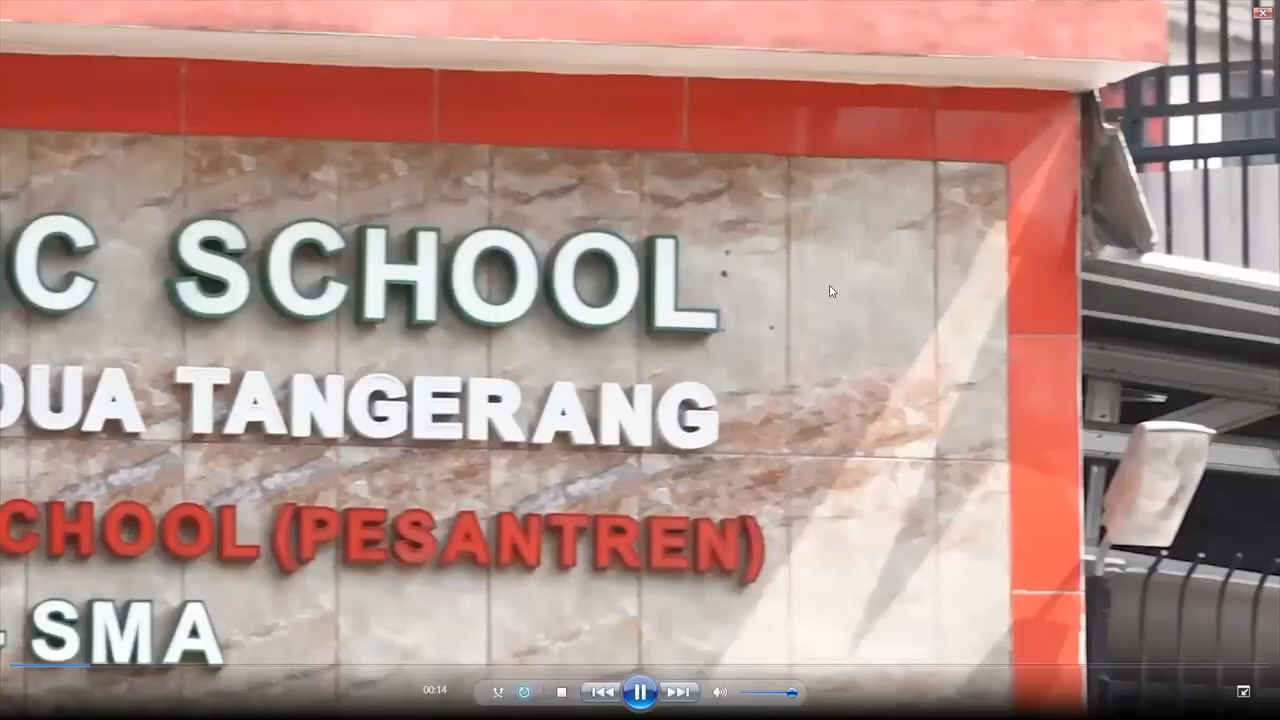 C SCHOOL
DUA TANGERANG
CHOOL (PESANTREN)
SMA
00:14